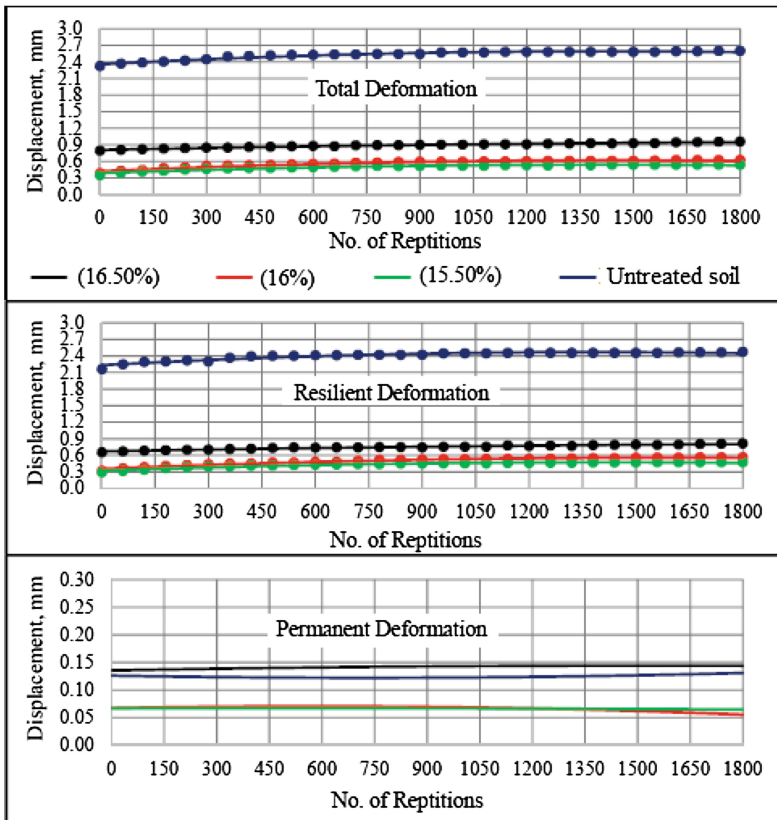 3.0
2.7
2.4
2.1
1.8
1.5
1.2
0.9
0.6
0.3
0.0
Displacement, mm
Total Deformation
0 150 300 450 600 750 900 1050 1200 1350 1500 1650 1800
No. of Reptitions
(16.50%) (16%) (15.50%) Untreated soil
3.0
2.7
2.4
2.1
1.8
1.5
1.2
0.9
0.6
0.3
0.0
Displacement, mm
Resilient Deformation
0 150 300 450 600 750 900 1050 1200 1350 1500 1650 1800
No. of Reptitions
0.30
0.25
0.20
0.15
0.10
0.05
0.00
Displacement, mm
Permanent Deformation
0 150 300 450 600 750 900 1050 1200 1350 1500 1650 1800
No. of Reptitions